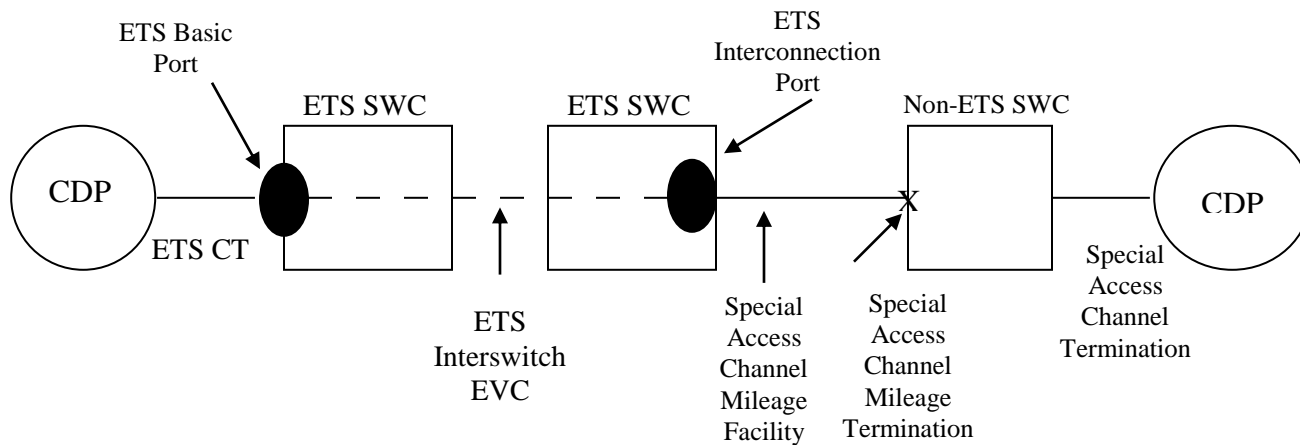 ETS Basic
Port
ETS
Interconnection
Port
ETS SWC
ETS SWC
Non-ETS SWC
CDP
X
CDP
ETS CT
ETS
Interswitch
EVC
Special
Access
Channel
Mileage
Facility
Special
Access
Channel
Mileage
Termination
Special
Access
Channel
Termination